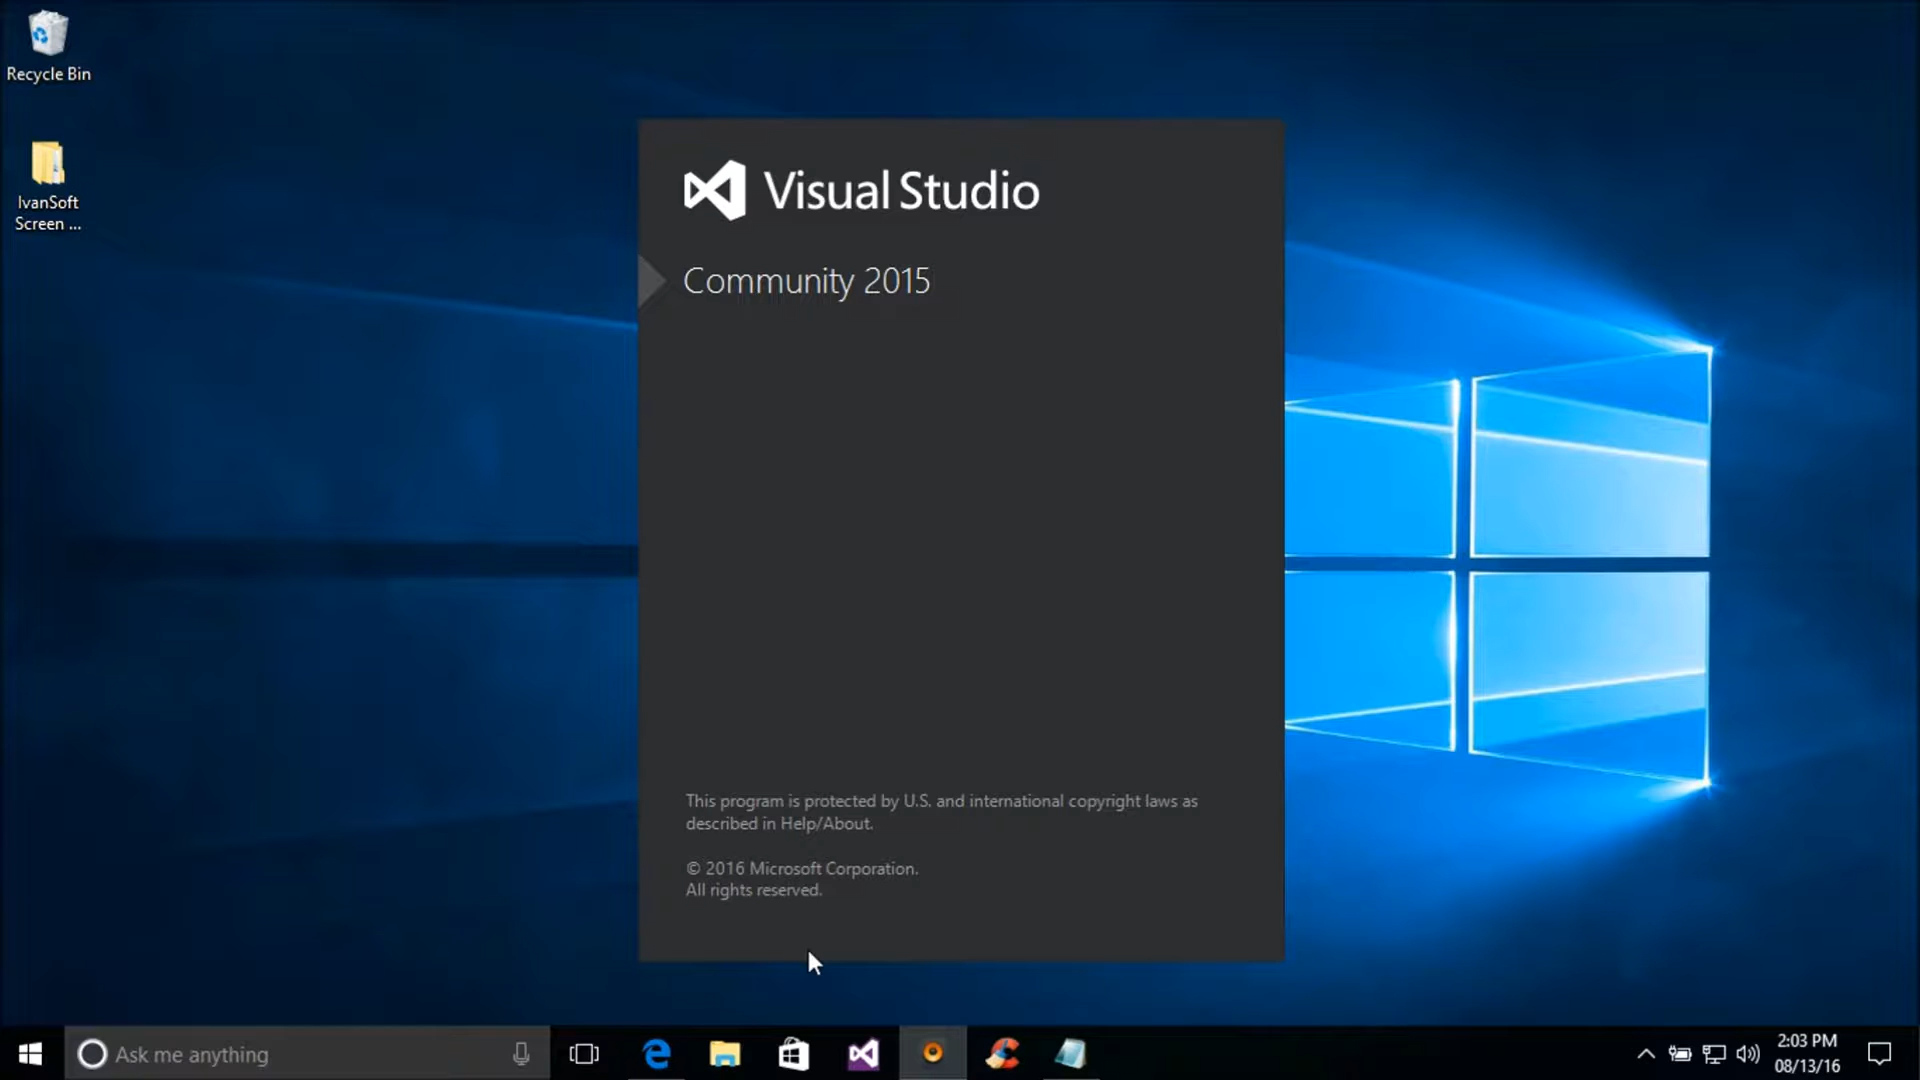 Recycle Bin
IvanSoft
Screen ...
Visual Studio
Community 2015
This program is protected by U.S. and international copyright laws as
described in Help/About.
© 2016 Microsoft Corporation.
All rights reserved.
Ask me anything
2:03 PM
08/13/16